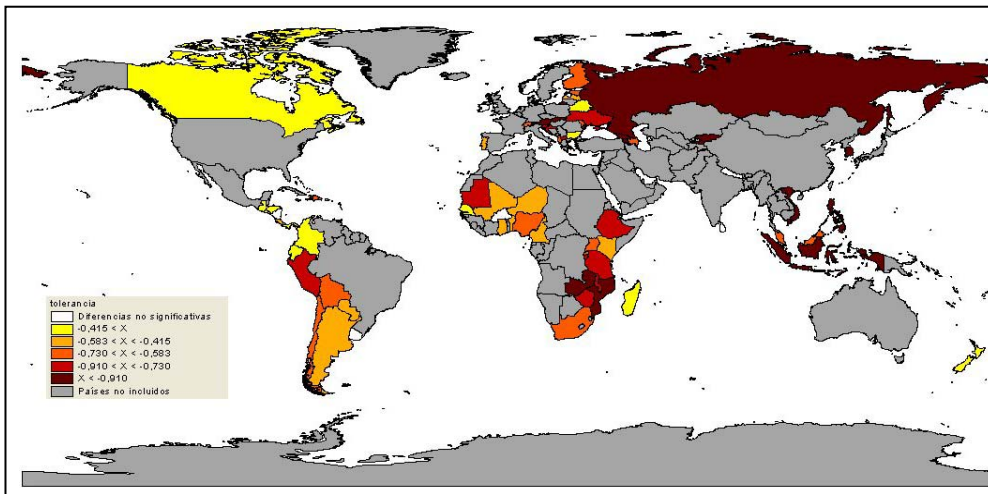 tolerancia
Diferencias no significativas
-0,415 < X
-0,583 < X < -0,415
-0,730 < X < -0,583
-0,910 < X < -0,730
X < -0,910
Países no incluidos